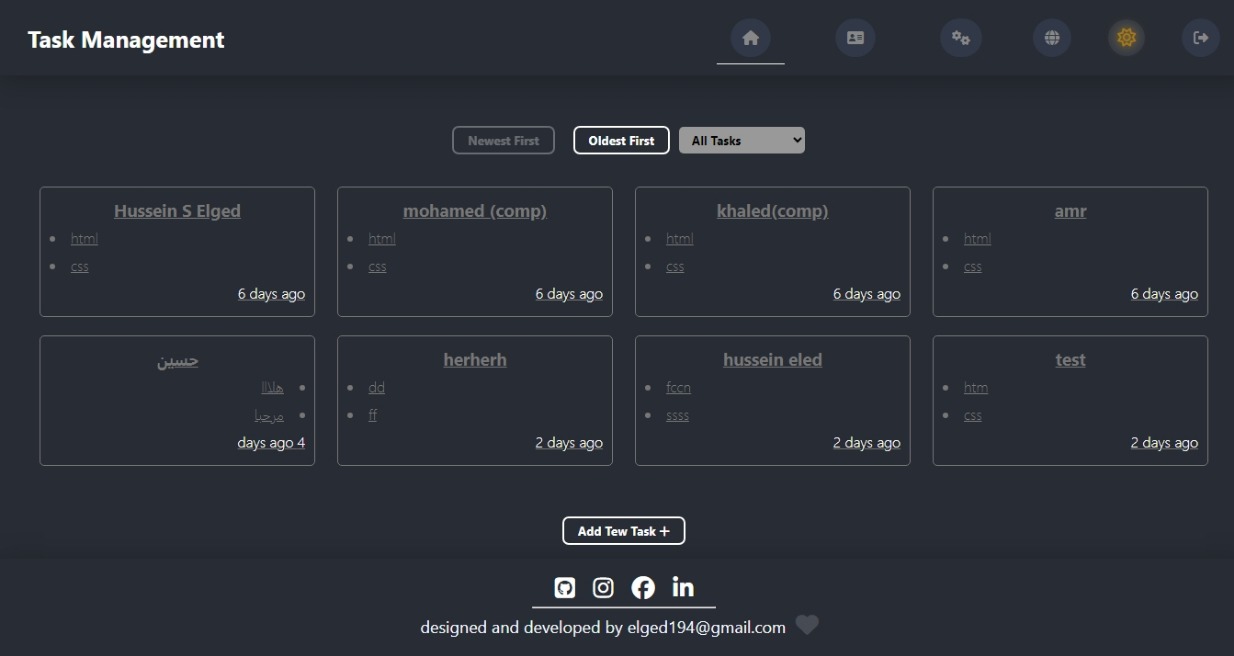 Task Management
Newest First
Oldest First
All Tasks
Hussein S Elged
html
css
6 days ago
mohamed (comp)
html
css
6 days ago
khaled(comp)
html
css
6 days ago
amr
html
css
6 days ago
حسين
هلاا
مرحبا
days ago 4
herherh
dd
ff
2 days ago
hussein eled
fccn
ssss
2 days ago
test
htm
css
2 days ago
Add Tew Task +
designed and developed by elged194@gmail.com